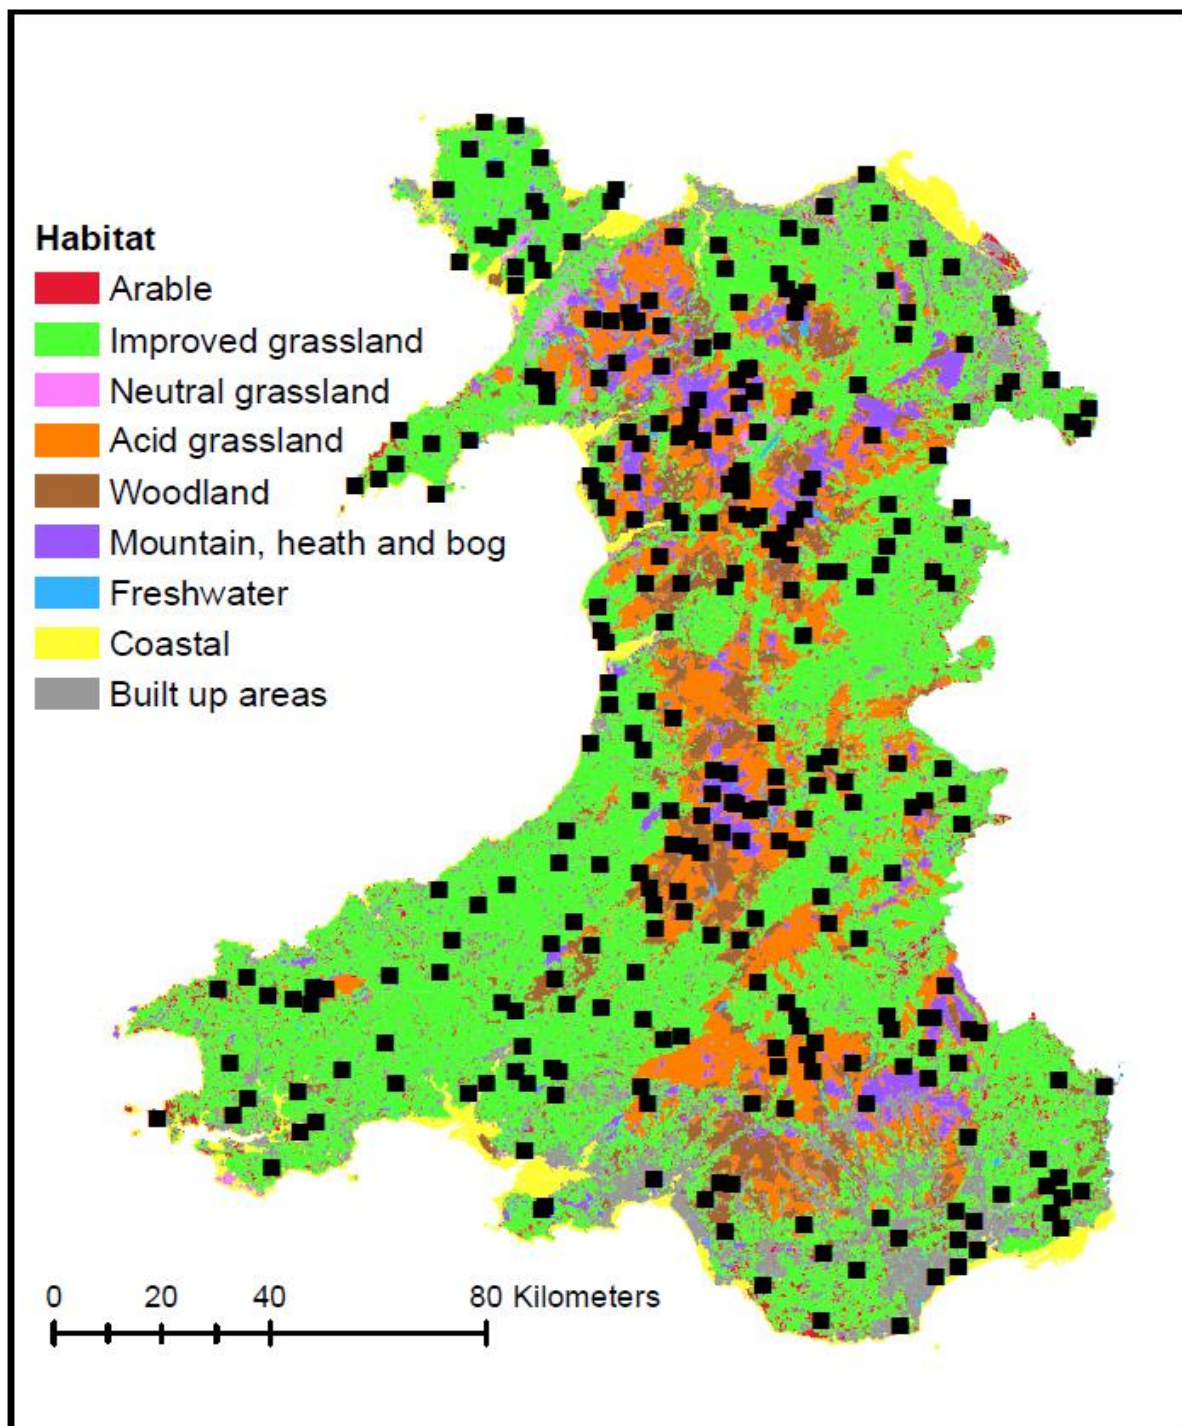 Habitat
Arable
Improved grassland
Neutral grassland
Acid grassland
Woodland
Mountain, heath and bog
Freshwater
Coastal
Built up areas
0 20 40 80 Kilometers